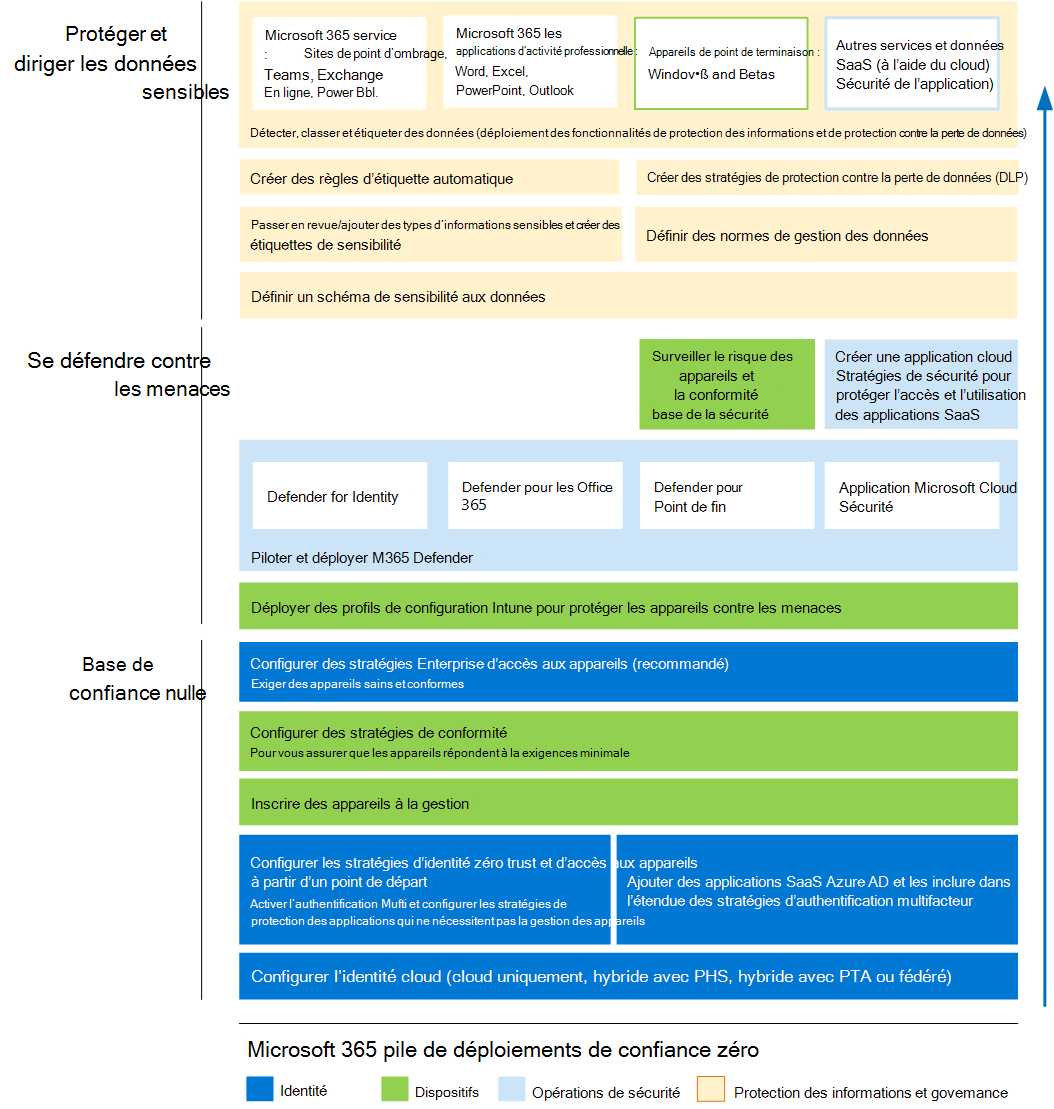 Protéger et
diriger les données
sensibles
Microsoft 365 service
: Sites de point d'ombrage,
Teams, Exchange
En ligne, Power Bbl.
Microsoft 365 les
applications d'activité professionnelle :
Word, Excel,
PowerPoint, Outlook
Appareils de point de terminaison :
Windov•ß and Betas
Autres services et données
SaaS (à l'aide du cloud)
Sécurité de l'application)
Détecter, classer et étiqueter des données (déploiement des fonctionnalités de protection des informations et de protection contre la perte de données)
Créer des règles d'étiquette automatique
Créer des stratégies de protection contre la perte de données (DLP)
Passer en revue/ajouter des types d'informations sensibles et créer des
étiquettes de sensibilité
Définir des normes de gestion des données
Définir un schéma de sensibilité aux données
Se défendre contre
les menaces
Surveiller le risque des
appareils et
la conformité
base de la sécurité
Créer une application cloud
Stratégies de sécurité pour
protéger l'accès et l'utilisation
des applications SaaS
Defender for Identity
Defender pour les Office
365
Defender pour
Point de fin
Application Microsoft Cloud
Sécurité
Piloter et déployer M365 Defender
Déployer des profils de configuration Intune pour protéger les appareils contre les menaces
Base de
confiance nulle
Configurer des stratégies Enterprise d'accès aux appareils (recommandé)
Exiger des appareils sains et conformes
Configurer des stratégies de conformité
Pour vous assurer que les appareils répondent à la exigences minimale
Inscrire des appareils à la gestion
Configurer les stratégies d'identité zéro trust et d'accès aux appareils
à partir d'un point de départ
Activer l'authentification Mufti et configurer les stratégies de
protection des applications qui ne nécessitent pas la gestion des appareils
Ajouter des applications SaaS Azure AD et les inclure dans
l'étendue des stratégies d'authentification multifacteur
Configurer l'identité cloud (cloud uniquement, hybride avec PHS, hybride avec PTA ou fédéré)
Microsoft 365 pile de déploiements de confiance zéro
Identité
Dispositifs
Opérations de sécurité
Protection des informations et governance